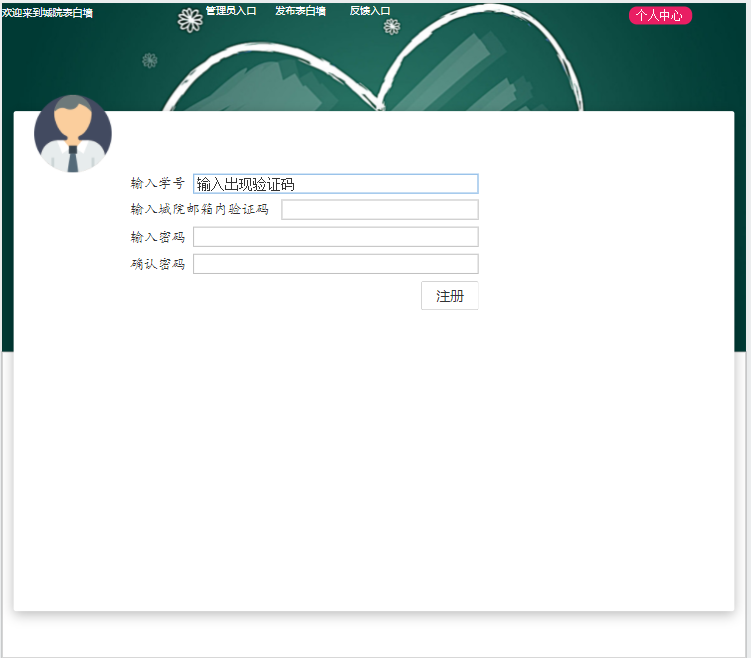 欢迎来到城院表白墙 管理员入口 发布表白墙 反馈入口 个人中心
输入学号 输入出现验证码
输入城院邮箱内验证码
输入密码
确认密码
注册